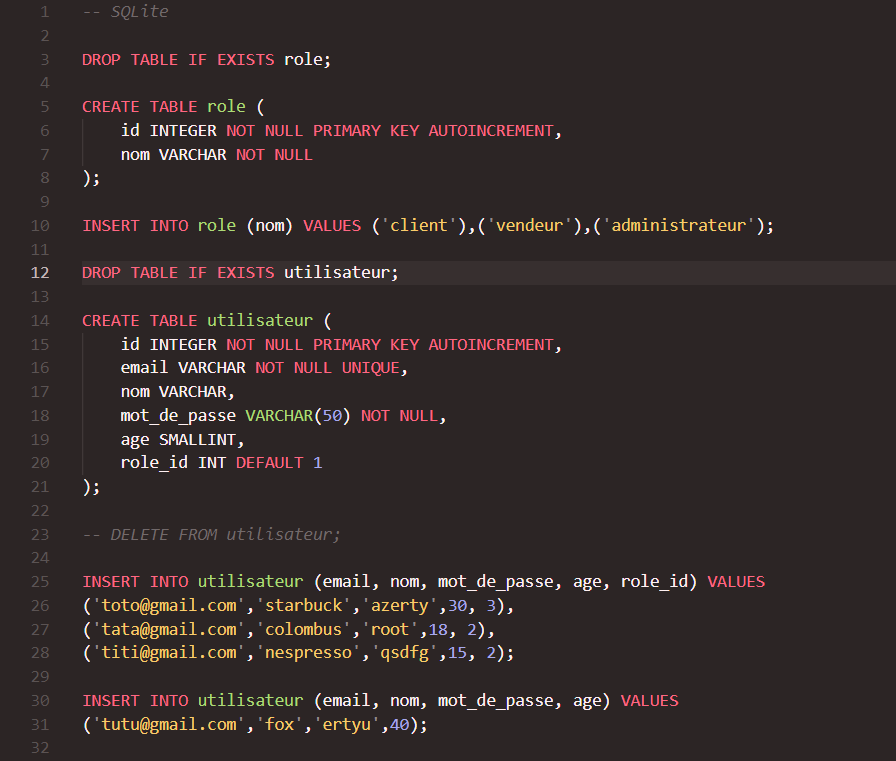 1 -- SQLite
2
3 DROP TABLE IF EXISTS role;
4
5 CREATE TABLE role (
6     id INTEGER NOT NULL PRIMARY KEY AUTOINCREMENT,
7     nom VARCHAR NOT NULL
8 );
9
10 INSERT INTO role (nom) VALUES ('client'),('vendeur'),('administrateur');
11
12 DROP TABLE IF EXISTS utilisateur;
13
14 CREATE TABLE utilisateur (
15     id INTEGER NOT NULL PRIMARY KEY AUTOINCREMENT,
16     email VARCHAR NOT NULL UNIQUE,
17     nom VARCHAR,
18     mot_de_passe VARCHAR(50) NOT NULL,
19     age SMALLINT,
20     role_id INT DEFAULT 1
21 );
22
23 -- DELETE FROM utilisateur;
24
25 INSERT INTO utilisateur (email, nom, mot_de_passe, age, role_id) VALUES
26 ('toto@gmail.com','starbuck','azerty',30, 3),
27 ('tata@gmail.com','colombus','root',18, 2),
28 ('titi@gmail.com','nespresso','qsdfg',15, 2);
29
30 INSERT INTO utilisateur (email, nom, mot_de_passe, age) VALUES
31 ('tutu@gmail.com','fox','ertyu',40);
32